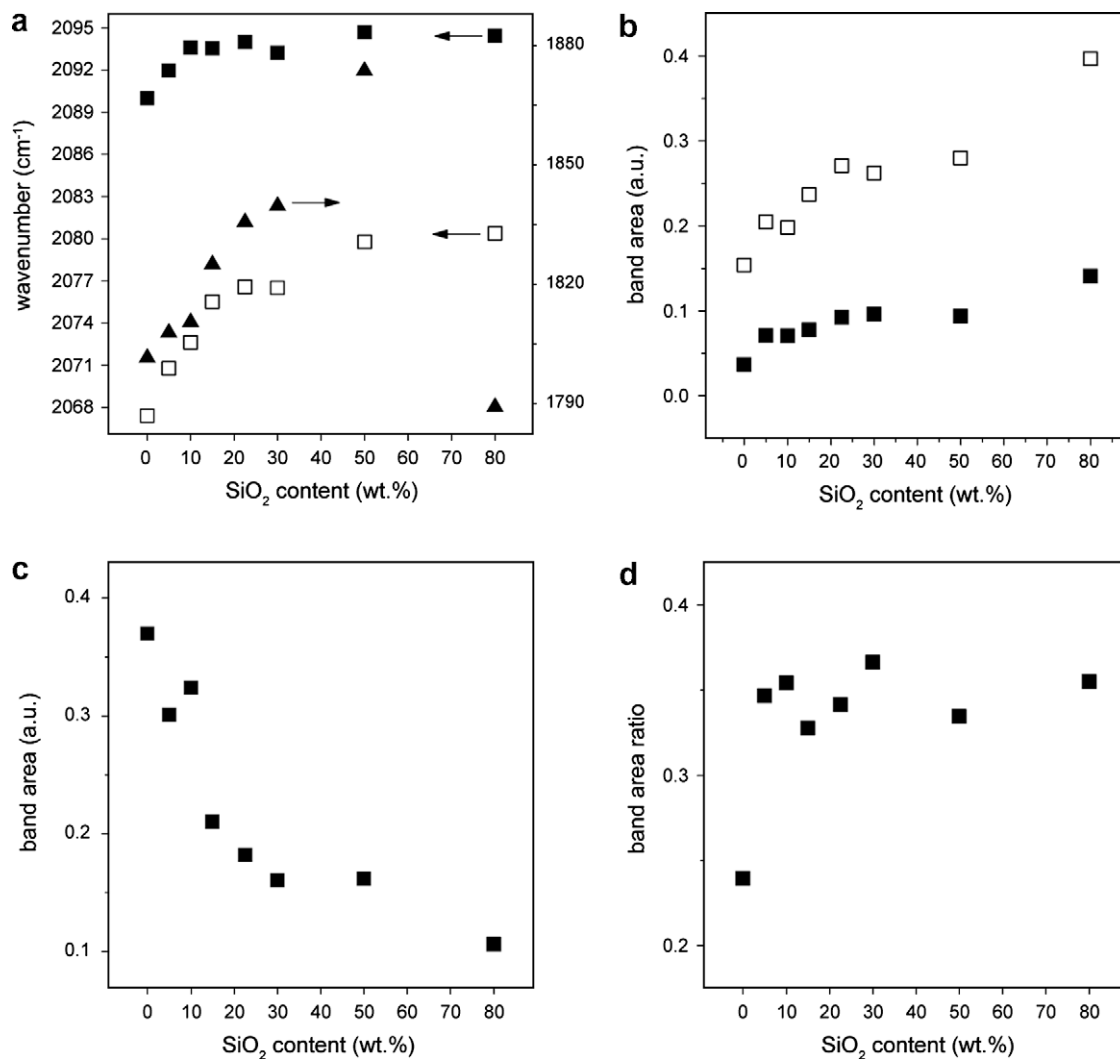 a
2095
2092
2089
2086
2083
2080
2077
2074
2071
2068
wavenumber (cm⁻¹)
1880
1850
1820
1790
0 10 20 30 40 50 60 70 80
SiO₂ content (wt.%)
b
0.4
0.3
0.2
0.1
0.0
band area (a.u.)
0 10 20 30 40 50 60 70 80
SiO₂ content (wt.%)
c
0.4
0.3
0.2
0.1
band area (a.u.)
0 10 20 30 40 50 60 70 80
SiO₂ content (wt.%)
d
0.4
0.3
0.2
band area ratio
0 10 20 30 40 50 60 70 80
SiO₂ content (wt.%)